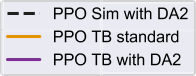 PPO Sim with DA2
PPO TB standard
PPO TB with DA2